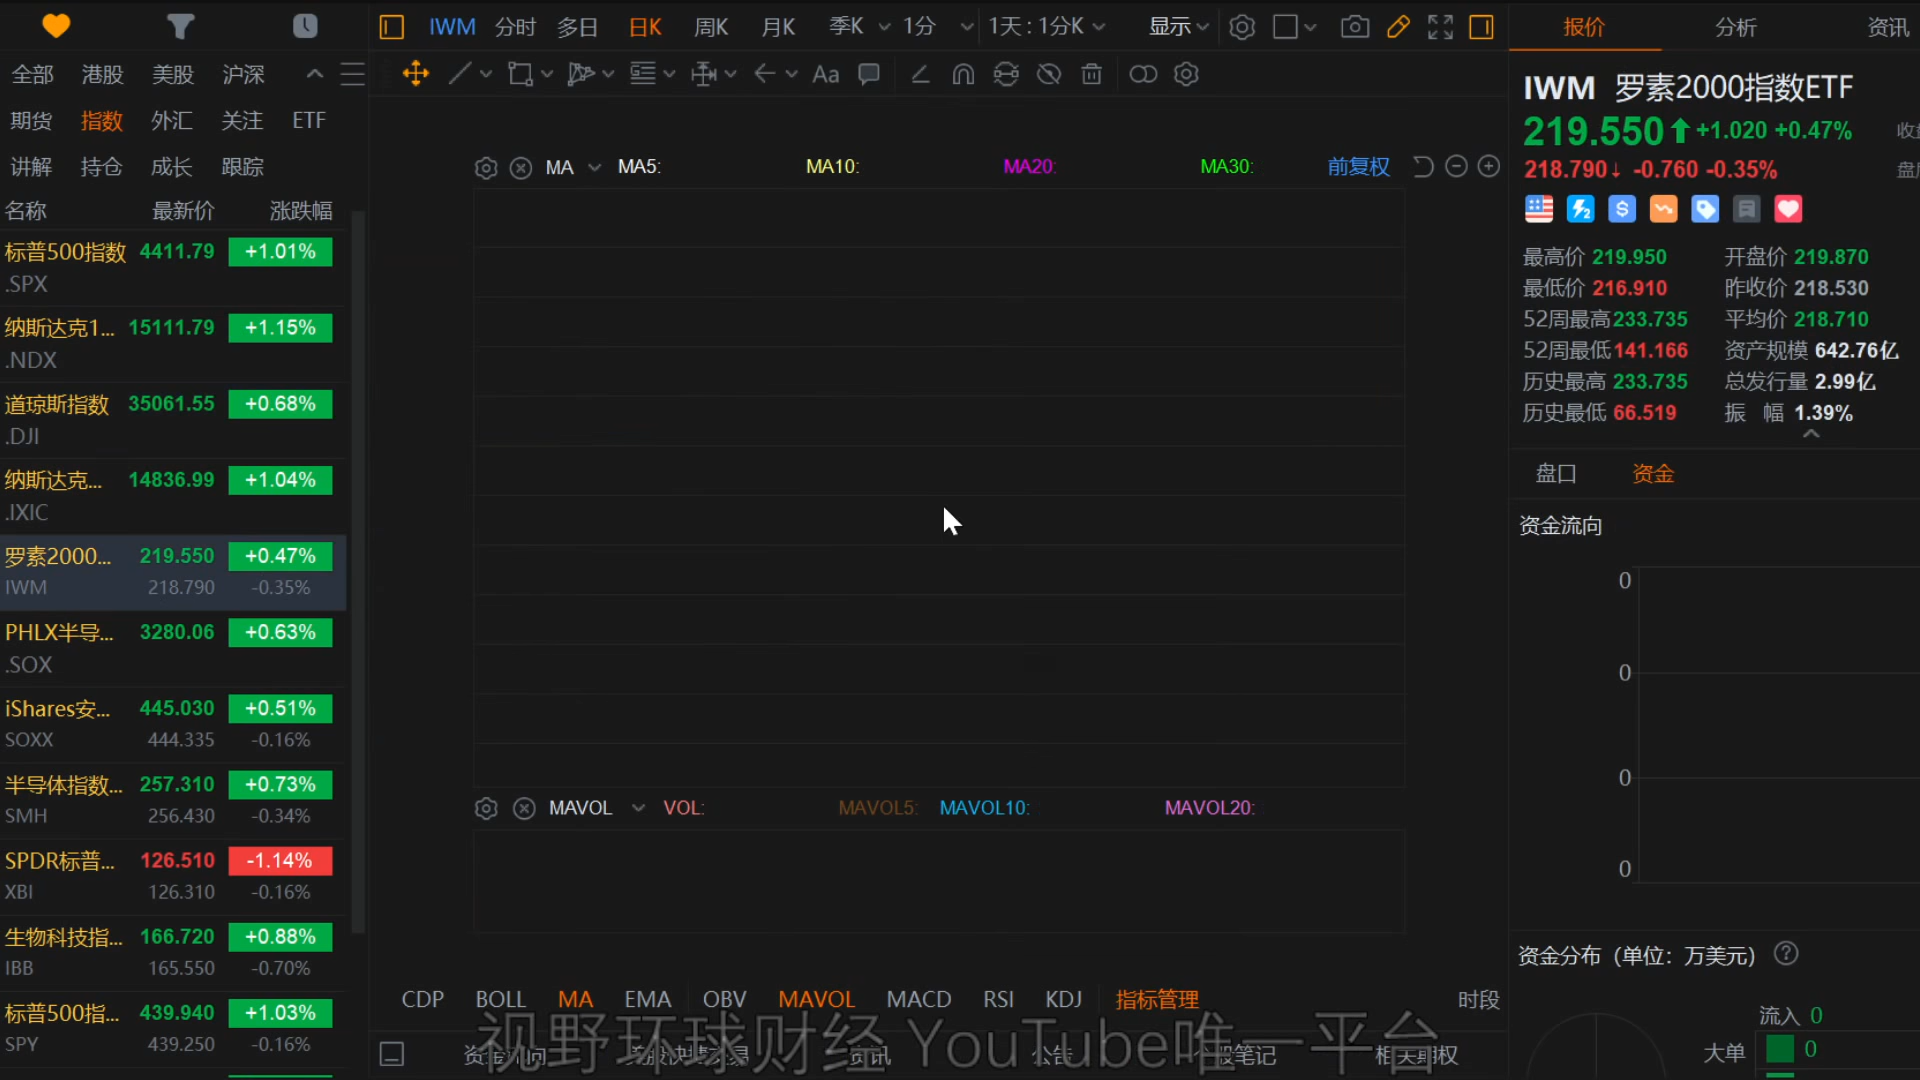 IWM 分时 多日 日K 周K 月K 季K 1分 1天 : 1分K 显示
报价 分析 资讯
全部 港股 美股 沪深
期货 指数 外汇 关注 ETF
讲解 持仓 成长 跟踪
Aa
名称 最新价 涨跌幅
标普500指数 4411.79 +1.01%
.SPX
纳斯达克1... 15111.79 +1.15%
.NDX
道琼斯指数 35061.55 +0.68%
.DJI
纳斯达克... 14836.99 +1.04%
.IXIC
罗素2000... 219.550 +0.47%
IWM 218.790 -0.35%
PHLX半导... 3280.06 +0.63%
.SOX
iShares安... 445.030 +0.51%
SOXX 444.335 -0.16%
半导体指数... 257.310 +0.73%
SMH 256.430 -0.34%
SPDR标普... 126.510 -1.14%
XBI 126.310 -0.16%
生物科技指... 166.720 +0.88%
IBB 165.550 -0.70%
标普500指... 439.940 +1.03%
SPY 439.250 -0.16%
MA MA5: MA10: MA20: MA30: 前复权
MAVOL VOL: MAVOL5: MAVOL10: MAVOL20:
CDP BOLL MA EMA OBV MAVOL MACD RSI KDJ 指标管理 时段
视野环球财经 YouTube唯一平台
IWM 罗素2000指数ETF
219.550 +1.020 +0.47%
218.790↓ -0.760 -0.35%
最高价 219.950 开盘价 219.870
最低价 216.910 昨收价 218.530
52周最高 233.735 平均价 218.710
52周最低 141.166 资产规模 642.76亿
历史最高 233.735 总发行量 2.99亿
历史最低 66.519 振 幅 1.39%
盘口 资金
资金流向
0
0
0
0
资金分布 (单位: 万美元)
流入 0
大单 0